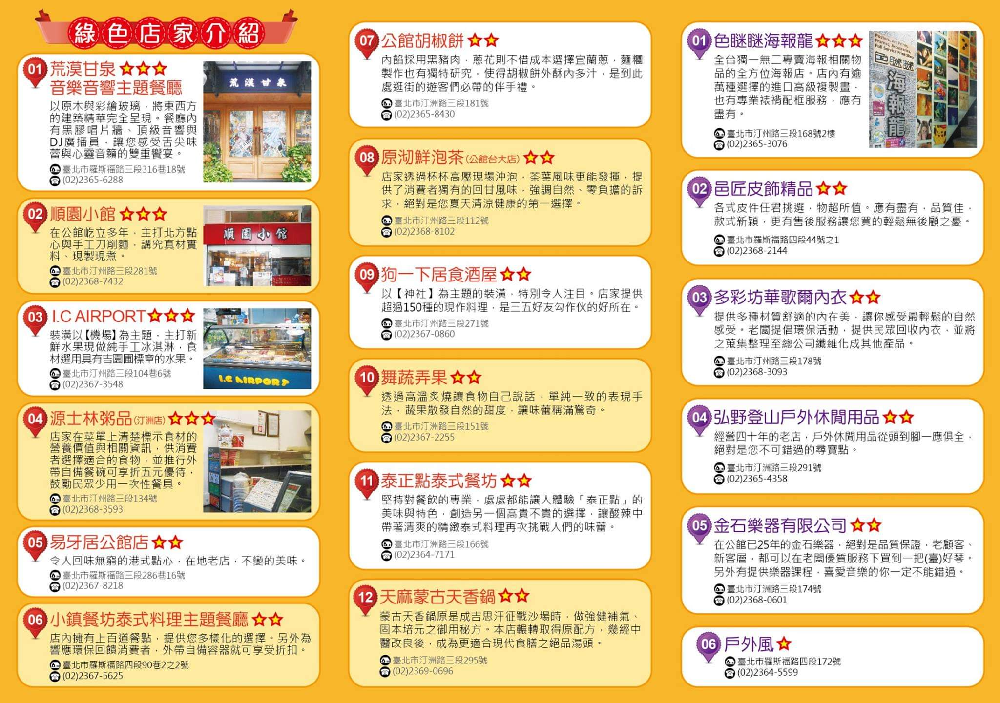 綠色店家介紹
01 荒漠甘泉
音樂音響主題餐廳
以原木與彩繪玻璃，將東西方
的建築精華完全呈現。餐廳內
有黑膠唱片牆、頂級音響與
DJ廣播員，讓您感受舌尖味
蕾與心靈音籟的雙重饗宴。
臺北市羅斯福路三段316巷18號
(02)2365-6288
荒漠甘泉
02 順園小館
在公館屹立多年，主打北方點
心與手工刀削麵，講究真材實
料、現製現煮。
臺北市汀州路三段281號
(02)2368-7432
順園小館
03 I.C AIRPORT
裝潢以【機場】為主題，主打新
鮮水果現做純手工冰淇淋，食
材選用具有吉園圃標章的水果。
臺北市汀州路三段104巷6號
(02)2367-3548
I.C AIRPORT
04 源士林粥品(汀洲店)
店家在菜單上清楚標示食材的
營養價值與相關資訊，供消費
者選擇適合的食物，並推行外
帶自備餐碗可享折五元優待，
鼓勵民眾少用一次性餐具。
臺北市汀州路三段134號
(02)2368-3593
05 易牙居公館店
令人回味無窮的港式點心，在地老店，不變的美味。
臺北市羅斯福路三段286巷16號
(02)2367-8218
06 小鎮餐坊泰式料理主題餐廳
店內擁有上百道餐點，提供您多樣化的選擇。另外為
響應環保回饋消費者，外帶自備容器就可享受折扣。
臺北市羅斯福路四段90巷2之2號
(02)2367-5625
07 公館胡椒餅
內餡採用黑豬肉，蔥花則不惜成本選擇宜蘭蔥，麵糰
製作也有獨特研究，使得胡椒餅外酥內多汁，是到此
處逛街的遊客們必帶的伴手禮。
臺北市汀洲路三段181號
(02)2365-8430
08 原沏鮮泡茶(公館台大店)
店家透過杯杯高壓現場沖泡，茶葉風味更能發揮，提
供了消費者獨有的回甘風味，強調自然、零負擔的訴
求，絕對是您夏天清涼健康的第一選擇。
臺北市汀洲路三段112號
(02)2368-8102
09 狗一下居食酒屋
以【神社】為主題的裝潢，特別令人注目。店家提供
超過150種的現作料理，是三五好友勾作伙的好所在。
臺北市汀州路三段271號
(02)2367-0860
10 舞蔬弄果
透過高溫炙燒讓食物自己說話，單純一致的表現手
法，蔬果散發自然的甜度，讓味蕾稱滿驚奇。
臺北市汀州路三段151號
(02)2367-2255
11 泰正點泰式餐坊
堅持對餐飲的專業，處處都能讓人體驗「泰正點」的
美味與特色，創造另一個高貴不貴的選擇，讓酸辣中
帶著清爽的精緻泰式料理再次挑戰人們的味蕾。
臺北市汀洲路三段166號
(02)2364-7171
12 天麻蒙古天香鍋
蒙古天香鍋原是成吉思汗征戰沙場時，做強健補氣、
固本培元之御用秘方。本店輾轉取得原配方，幾經中
醫改良後，成為更適合現代食膳之絕品湯頭。
臺北市汀洲路三段295號
(02)2369-0696
01 色瞇瞇海報龍
全台獨一無二專賣海報相關物
品的全方位海報店。店內有逾
萬種選擇的進口高級複製畫，
也有專業裱褙配框服務，應有
盡有。
臺北市汀州路三段168號2樓
(02)2365-3076
Posters, Art Prints,
Frames, Accessories,
Full Service Print Shop
色瞇瞇
海報龍
02 邑匠皮飾精品
各式皮件任君挑選，物超所值。應有盡有，品質佳，
款式新穎，更有售後服務讓您買的輕鬆無後顧之憂。
臺北市羅斯福路四段44號之1
(02)2368-2144
03 多彩坊華歌爾內衣
提供多種材質舒適的內在美，讓你感受最輕鬆的自然
感受。老闆提倡環保活動，提供民眾回收內衣，並將
之蒐集整理至總公司纖維化成其他產品。
臺北市汀州路三段178號
(02)2368-3093
04 弘野登山戶外休閒用品
經營四十年的老店，戶外休閒用品從頭到腳一應俱全，
絕對是您不可錯過的尋寶點。
臺北市汀洲路三段291號
(02)2365-4358
05 金石樂器有限公司
在公館已25年的金石樂器，絕對是品質保證，老顧客、
新客層，都可以在老闆優質服務下買到一把(臺)好琴。
另外有提供樂器課程，喜愛音樂的你一定不能錯過。
臺北市汀洲路三段174號
(02)2368-0601
06 戶外風
臺北市羅斯福路四段172號
(02)2364-5599